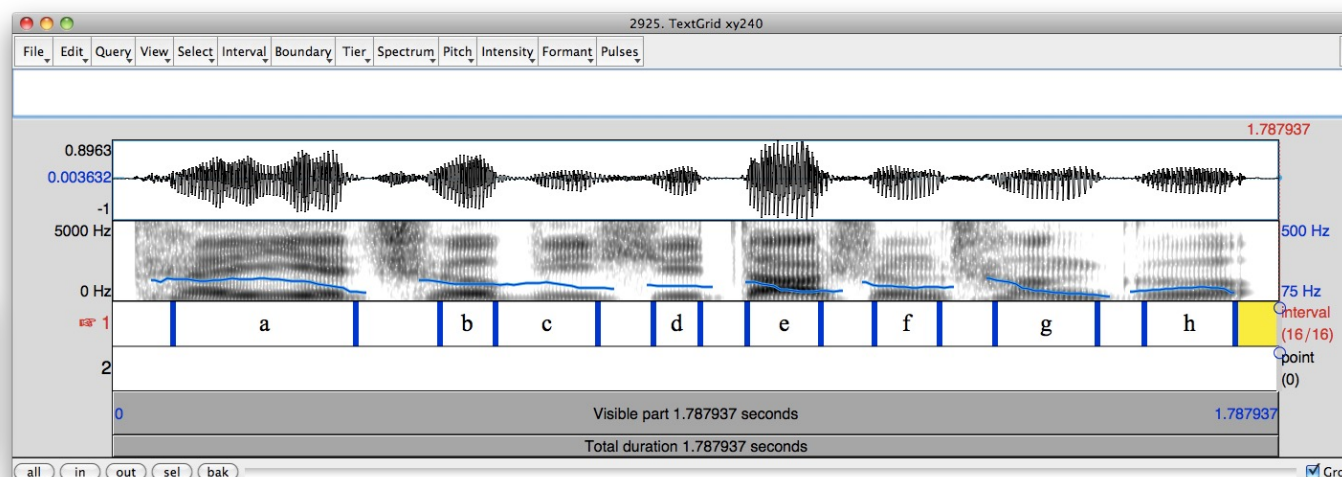 2925. TextGrid xy240
File Edit Query View Select Interval Boundary Tier Spectrum Pitch Intensity Formant Pulses
1.787937
0.8963
0.003632
-1
5000 Hz 500 Hz
0 Hz 75 Hz
1 a b c d e f g h interval
(16/16)
2 point
(0)
0 Visible part 1.787937 seconds 1.787937
Total duration 1.787937 seconds
all in out sel bak Gro